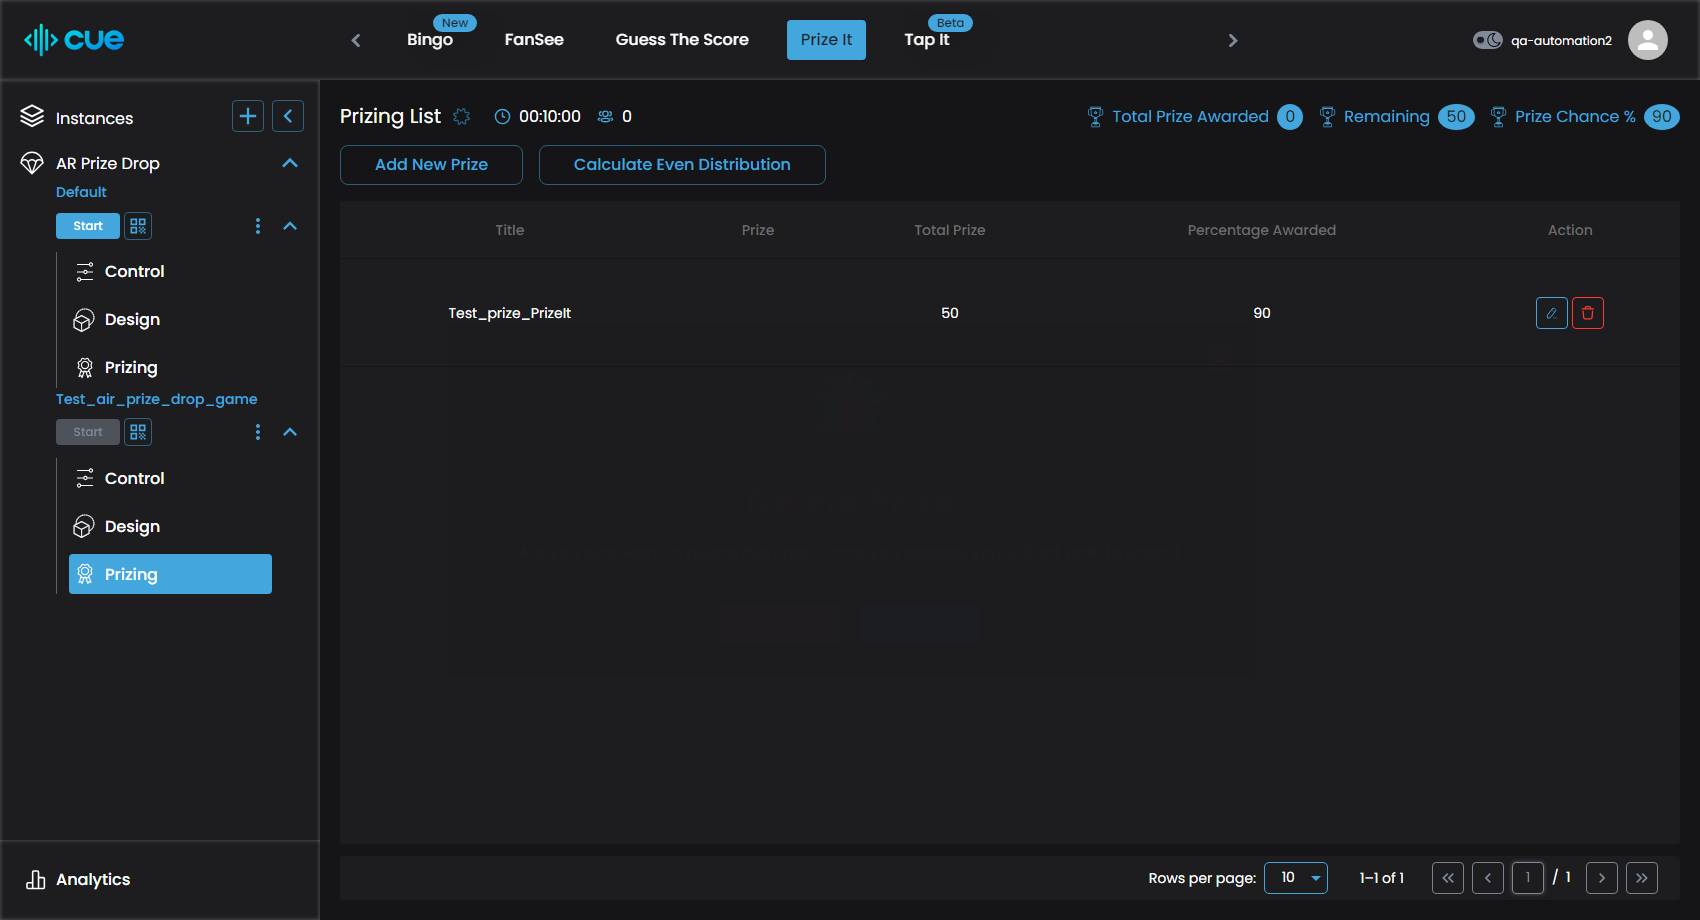 cue
New
Bingo
FanSee
Guess The Score
Prize It
Beta
Tap It
qa-automation2
Instances
AR Prize Drop
Default
Start
Control
Design
Prizing
Test_air_prize_drop_game
Start
Control
Design
Prizing
Analytics
Prizing List 00:10:00 0
Total Prize Awarded 0 Remaining 50 Prize Chance % 90
Add New Prize Calculate Even Distribution
Title Prize Total Prize Percentage Awarded Action
Test_prize_PrizeIt 50 90
Rows per page: 10 1–1 of 1 1 / 1